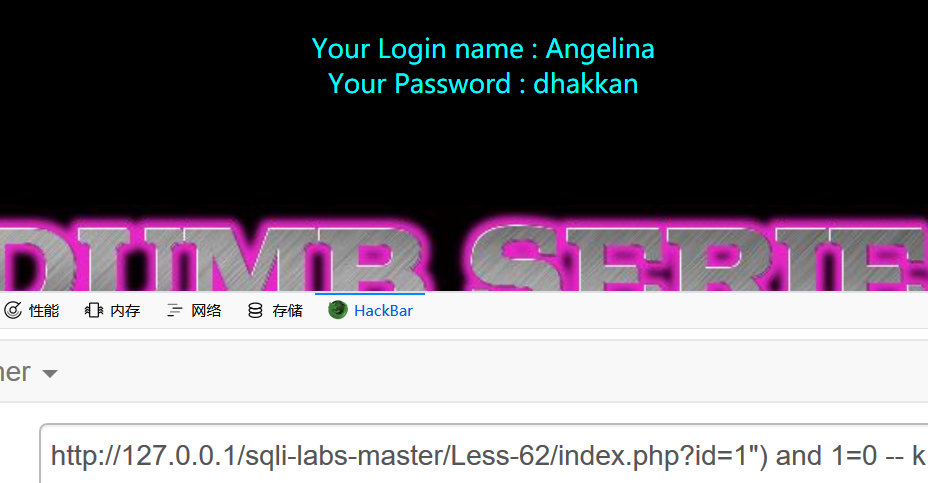 Your Login name : Angelina
Your Password : dhakkan
DUMB SERIE
性能 内存 网络 存储 HackBar
her
http://127.0.0.1/sqli-labs-master/Less-62/index.php?id=1") and 1=0 -- k